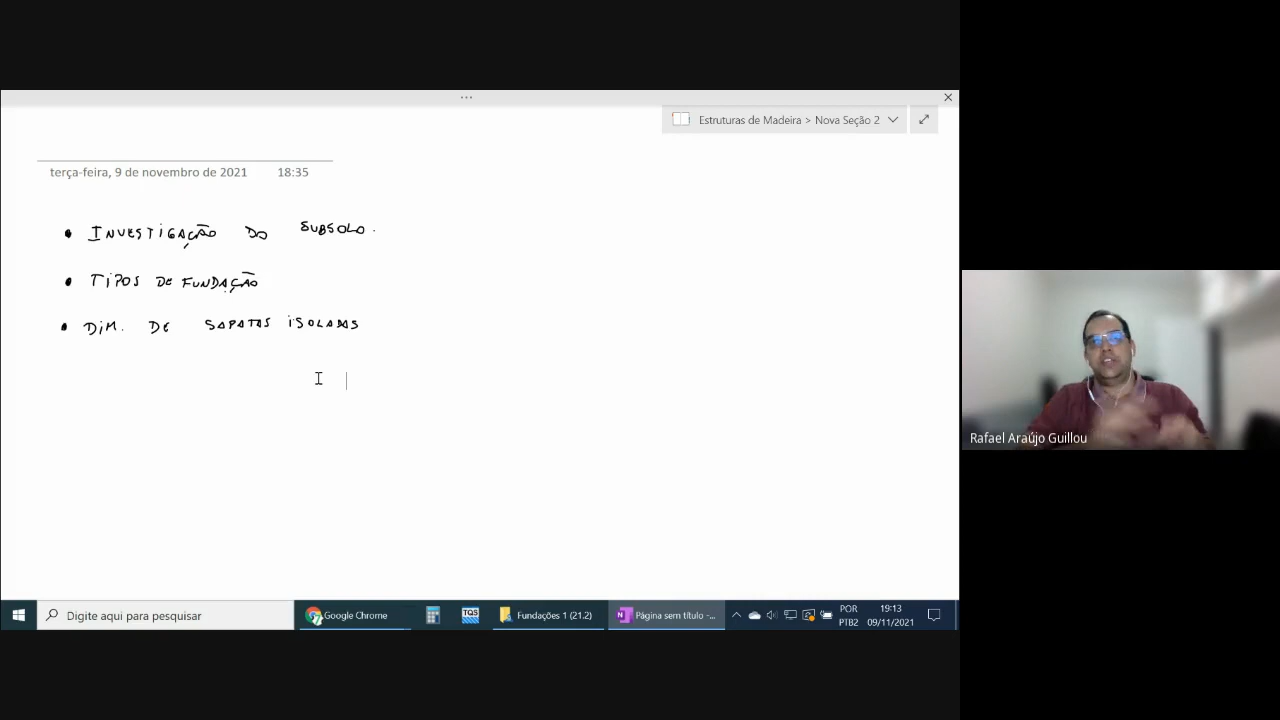 ...
Estruturas de Madeira > Nova Seção 2
terça-feira, 9 de novembro de 2021 18:35
• INVESTIGAÇÃO DO SUBSOLO.
• TIPOS DE FUNDAÇÃO
• DIM. DE SAPATAS ISOLADAS
Rafael Araújo Guillou
Digite aqui para pesquisar
Google Chrome
TQS
Fundações 1 (21.2)
Página sem título -...
POR
PTB2
19:13
09/11/2021